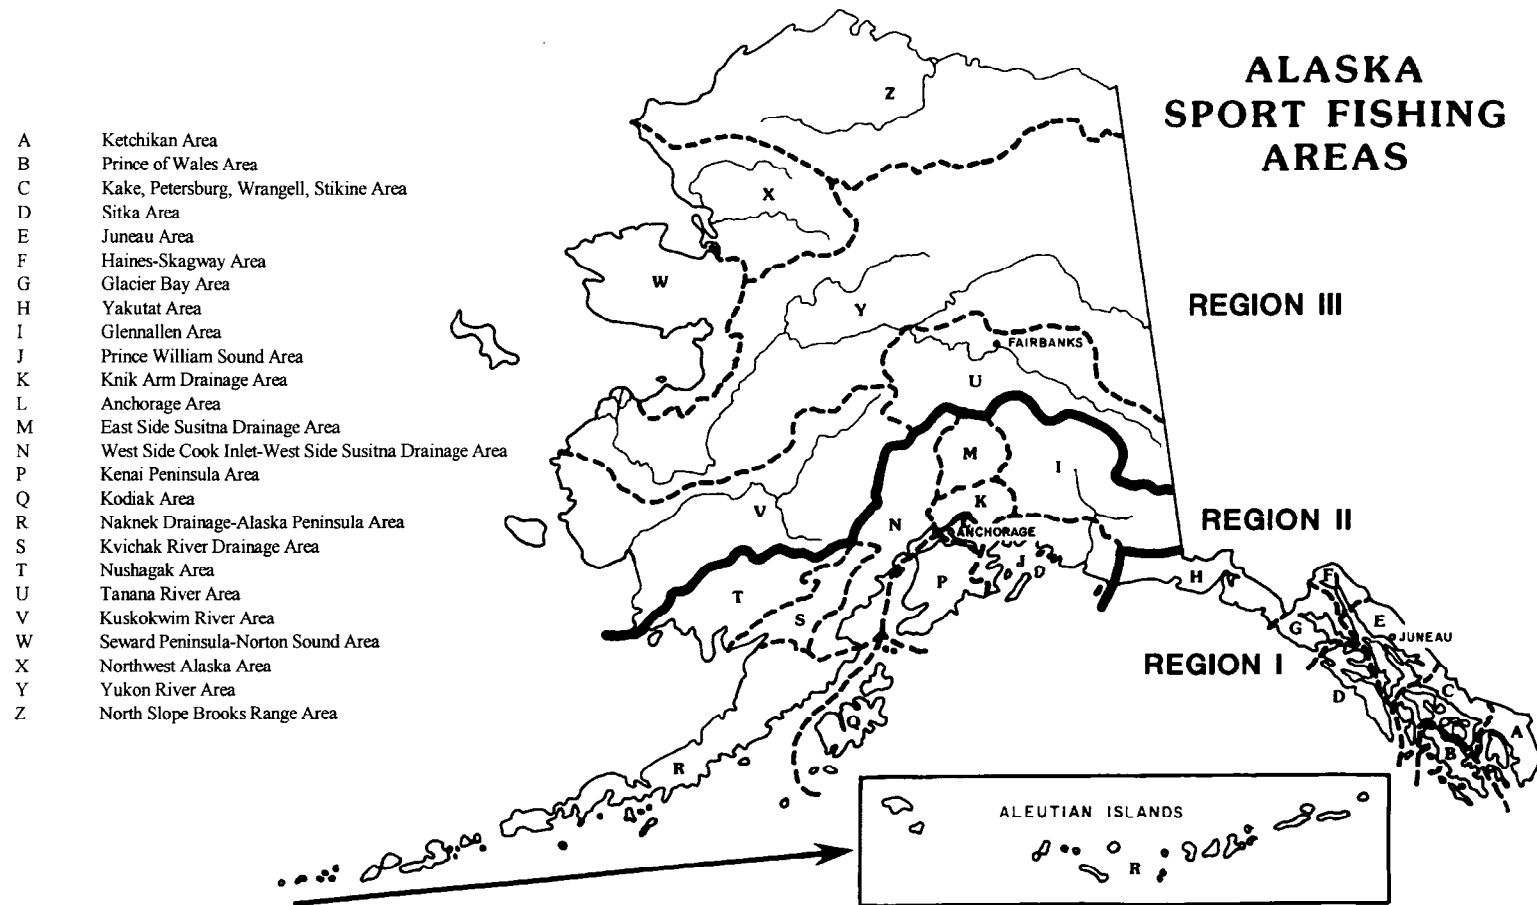 ALASKA
SPORT FISHING
AREAS
A Ketchikan Area
B Prince of Wales Area
C Kake, Petersburg, Wrangell, Stikine Area
D Sitka Area
E Juneau Area
F Haines-Skagway Area
G Glacier Bay Area
H Yakutat Area
I Glennallen Area
J Prince William Sound Area
K Knik Arm Drainage Area
L Anchorage Area
M East Side Susitna Drainage Area
N West Side Cook Inlet-West Side Susitna Drainage Area
P Kenai Peninsula Area
Q Kodiak Area
R Naknek Drainage-Alaska Peninsula Area
S Kvichak River Drainage Area
T Nushagak Area
U Tanana River Area
V Kuskokwim River Area
W Seward Peninsula-Norton Sound Area
X Northwest Alaska Area
Y Yukon River Area
Z North Slope Brooks Range Area
Z
X
W
Y
REGION III
FAIRBANKS
U
M
I
K
V
N
REGION II
ANCHORAGE
J
P
H
F
T
S
G
E
JUNEAU
REGION I
D
C
Q
A
B
R
ALEUTIAN ISLANDS
R